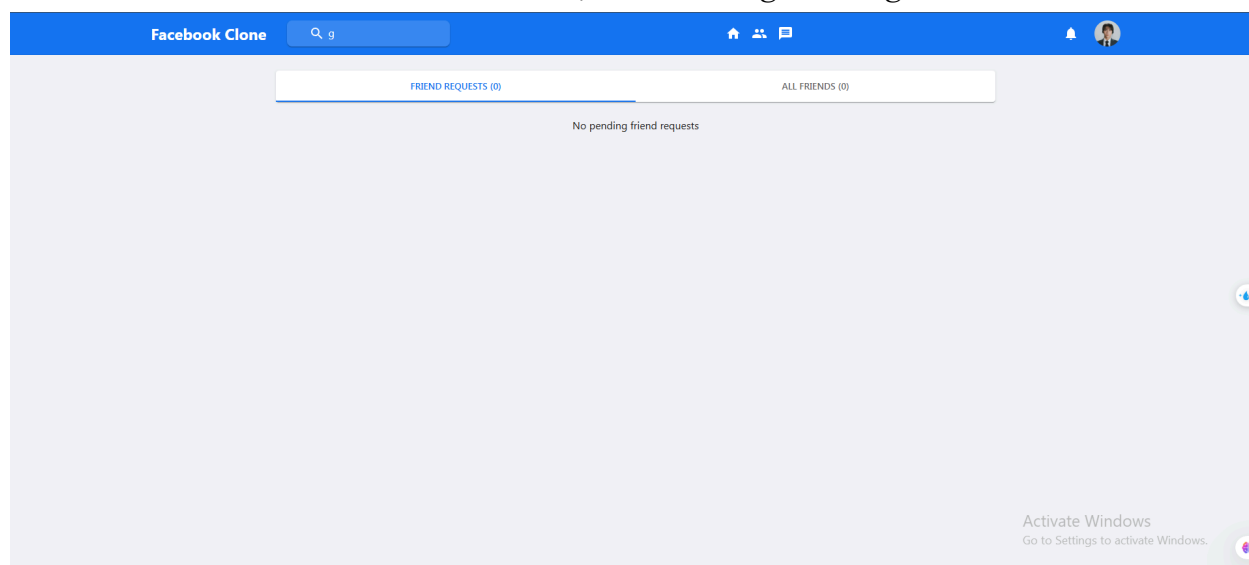 Facebook Clone
g
FRIEND REQUESTS (0)
ALL FRIENDS (0)
No pending friend requests
Activate Windows
Go to Settings to activate Windows.